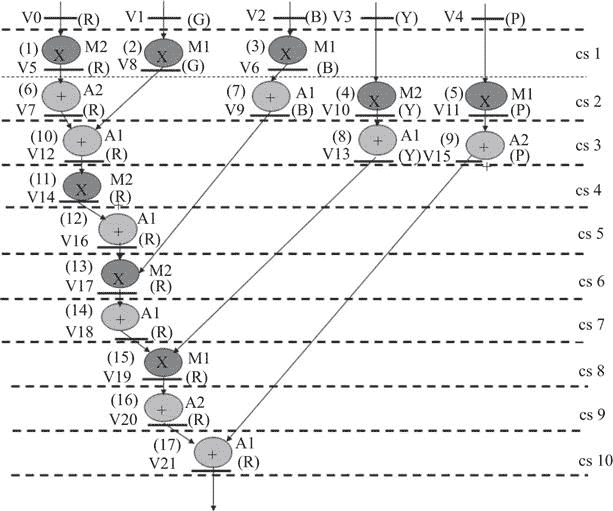 V0 (R) V1 (G) V2 (B) V3 (Y) V4 (P)
(1) X M2 (2) X M1 (3) X M1 cs 1
V5 (R) V8 (G) V6 (B)
(6) + A2 (7) + A1 (4) X M2 (5) X M1 cs 2
V7 (R) V9 (B) V10 (Y) V11 (P)
(10) + A1 (8) + A1 (9) + A2 cs 3
V12 (R) V13 (Y) V15 (P)
+
(11) X M2 cs 4
V14 (R)
+
(12) + A1 cs 5
V16 (R)
(13) X M2 cs 6
V17 (R)
(14) + A1 cs 7
V18 (R)
(15) X M1 cs 8
V19 (R)
(16) + A2 cs 9
V20 (R)
(17) + A1 cs 10
V21 (R)